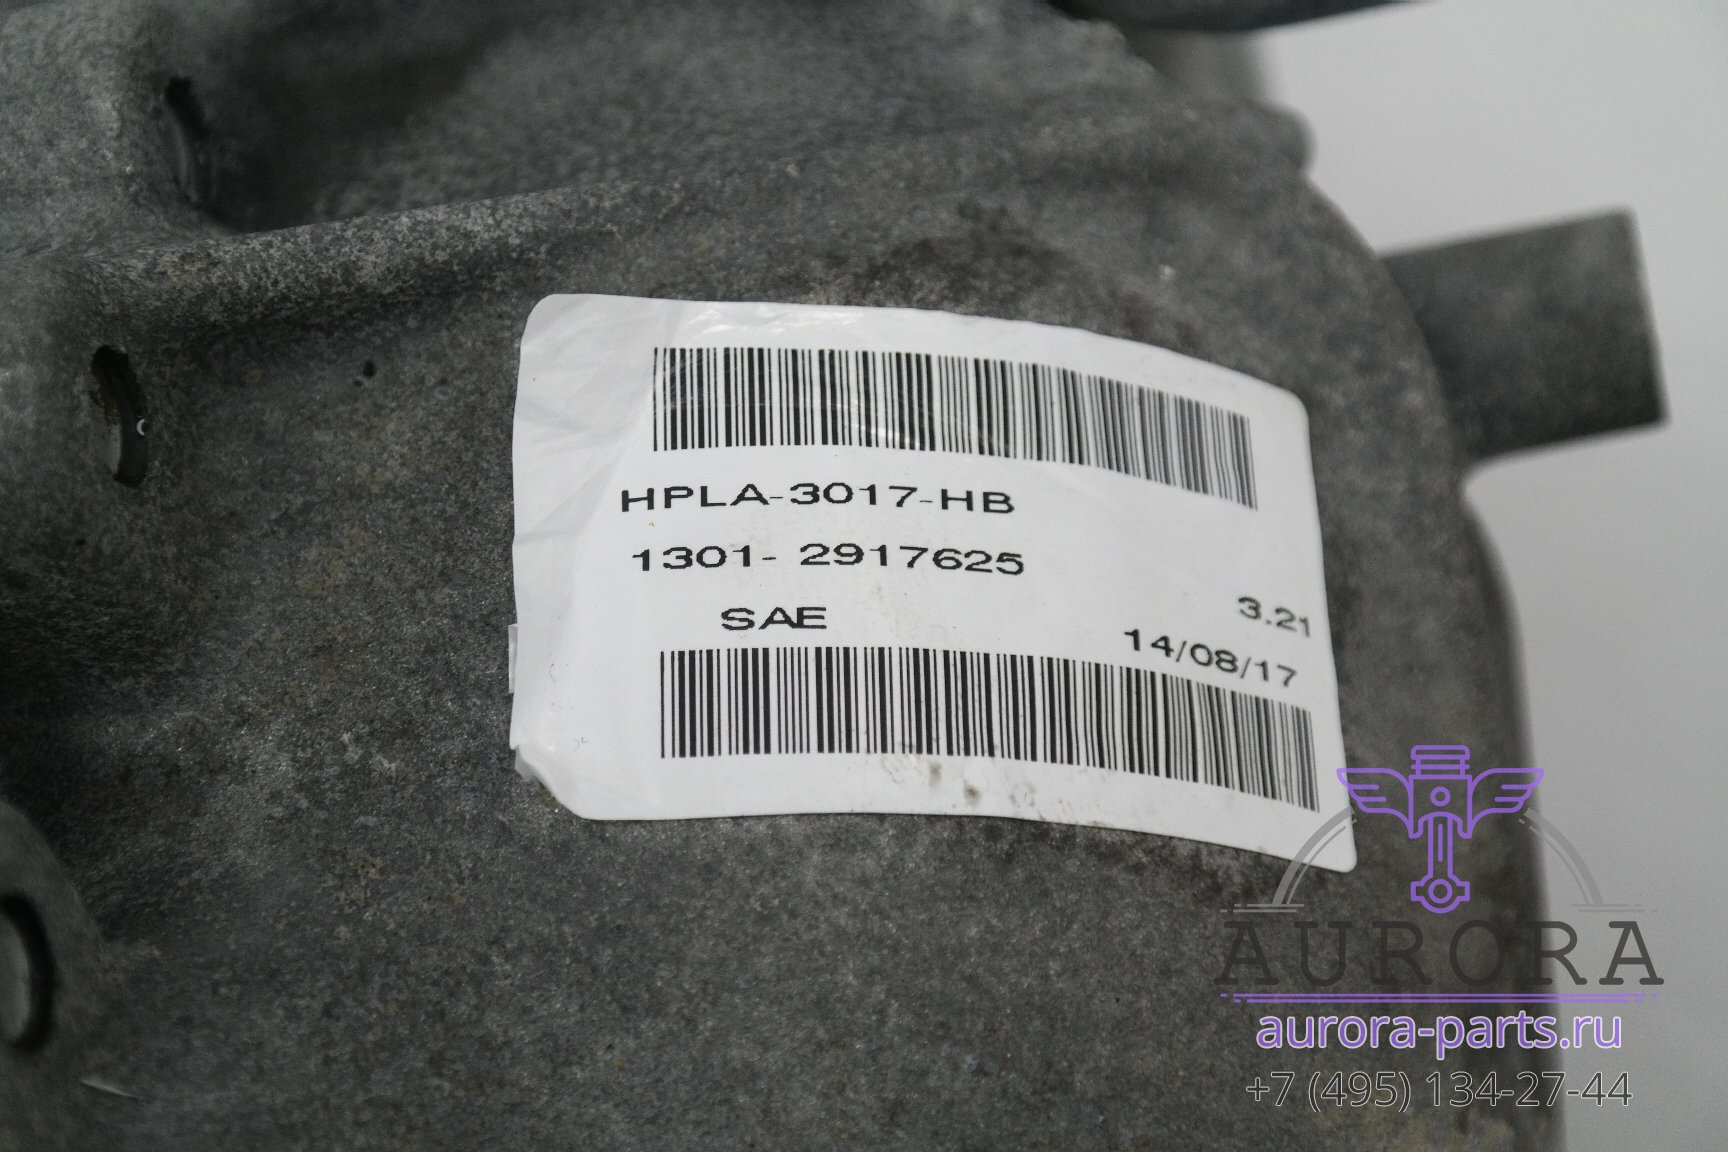 HPLA-3017-HB
1301- 2917625
SAE
3.21
14/08/17
AURORA
aurora-parts.ru
+7 (495) 134-27-44